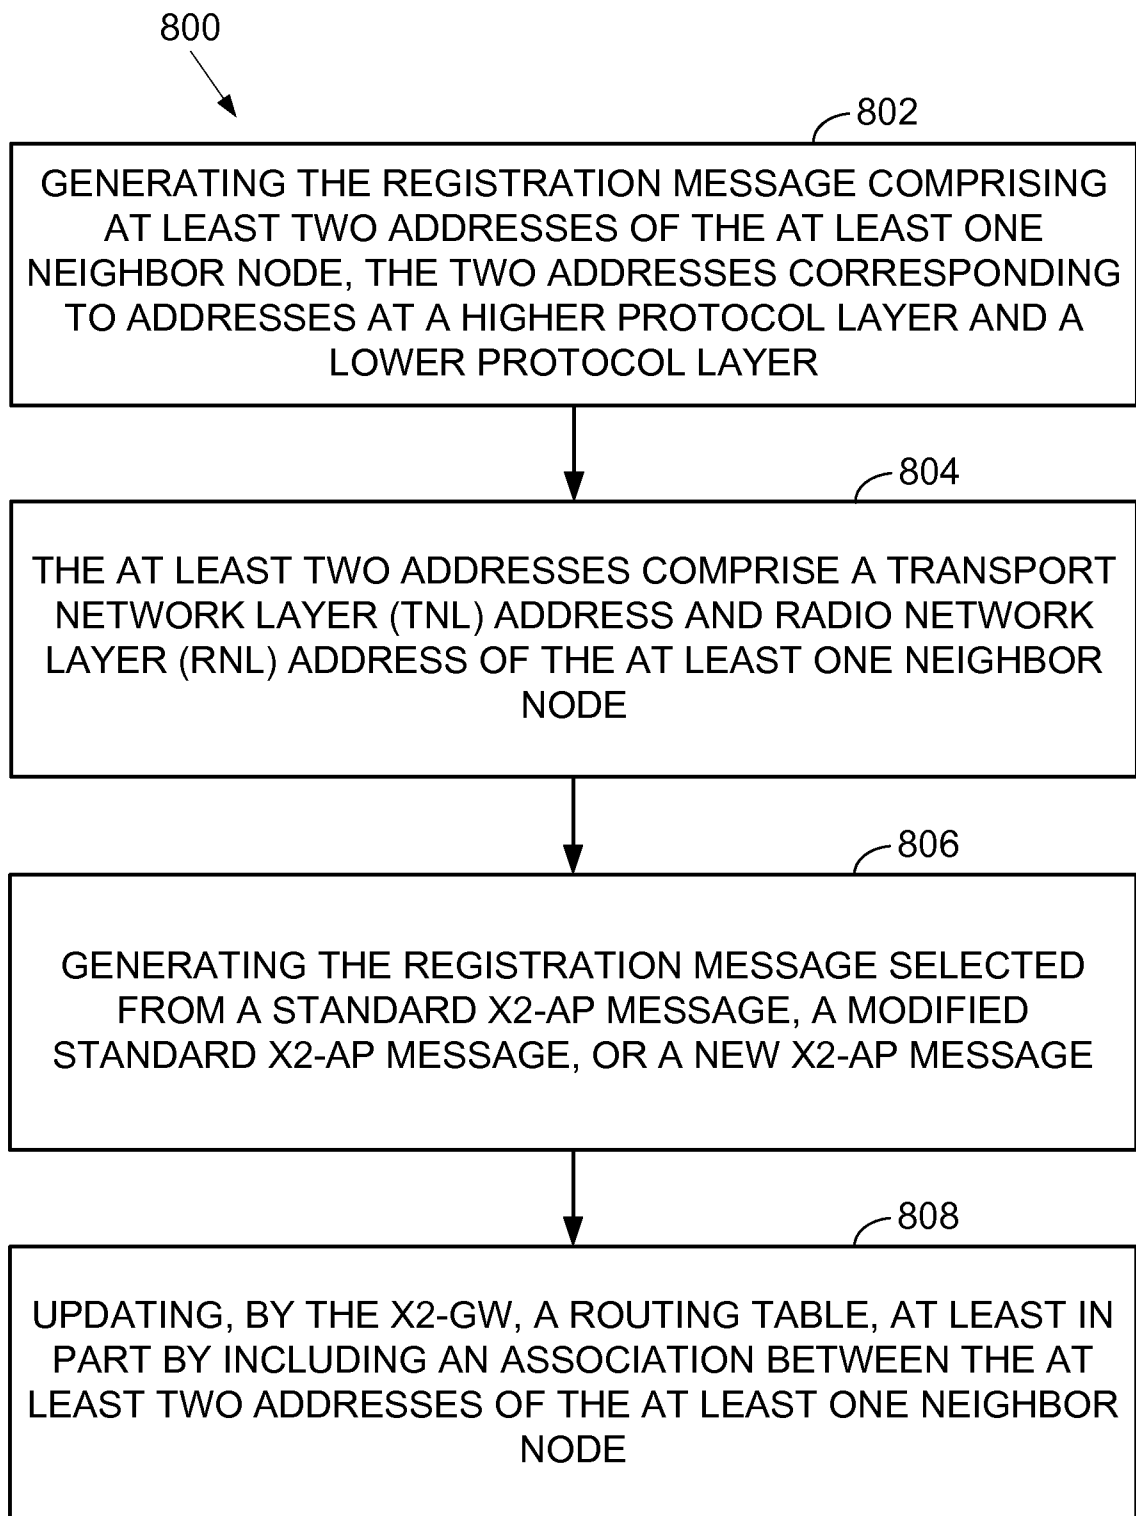 800
802
GENERATING THE REGISTRATION MESSAGE COMPRISING
AT LEAST TWO ADDRESSES OF THE AT LEAST ONE
NEIGHBOR NODE, THE TWO ADDRESSES CORRESPONDING
TO ADDRESSES AT A HIGHER PROTOCOL LAYER AND A
LOWER PROTOCOL LAYER
804
THE AT LEAST TWO ADDRESSES COMPRISE A TRANSPORT
NETWORK LAYER (TNL) ADDRESS AND RADIO NETWORK
LAYER (RNL) ADDRESS OF THE AT LEAST ONE NEIGHBOR
NODE
806
GENERATING THE REGISTRATION MESSAGE SELECTED
FROM A STANDARD X2-AP MESSAGE, A MODIFIED
STANDARD X2-AP MESSAGE, OR A NEW X2-AP MESSAGE
808
UPDATING, BY THE X2-GW, A ROUTING TABLE, AT LEAST IN
PART BY INCLUDING AN ASSOCIATION BETWEEN THE AT
LEAST TWO ADDRESSES OF THE AT LEAST ONE NEIGHBOR
NODE